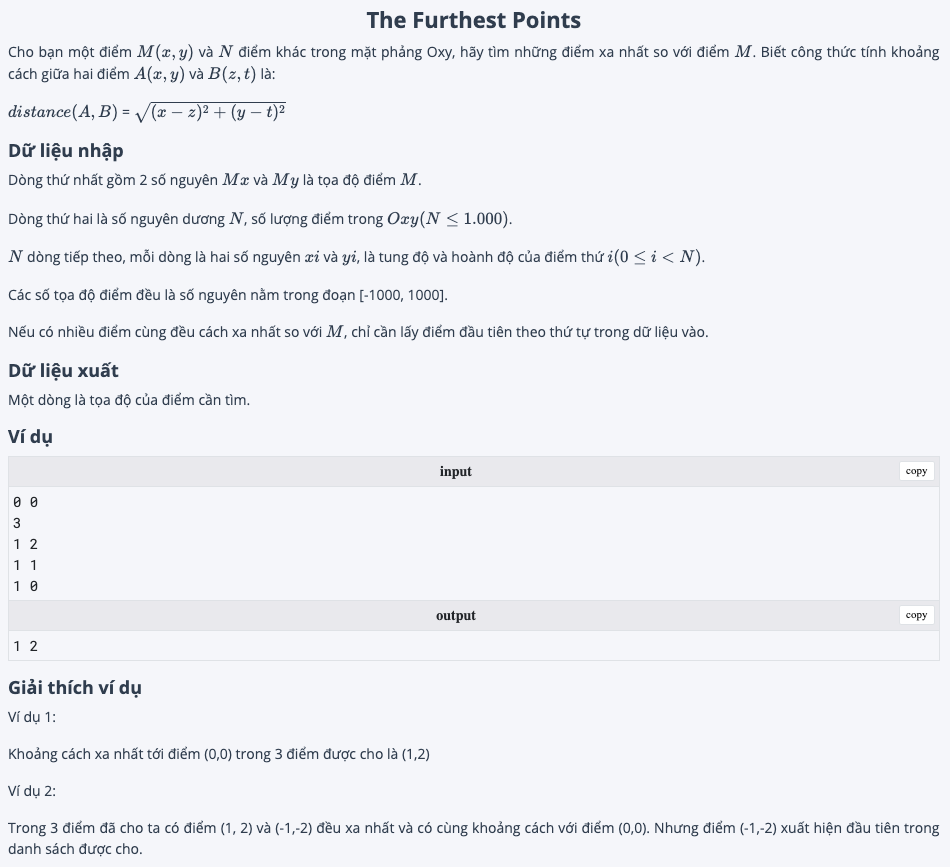 The Furthest Points
Cho bạn một điểm M(x, y) và N điểm khác trong mặt phảng Oxy, hãy tìm những điểm xa nhất so với điểm M. Biết công thức tính khoảng
cách giữa hai điểm A(x, y) và B(z, t) là:
distance(A, B) = √(x − z)² + (y − t)²
Dữ liệu nhập
Dòng thứ nhất gồm 2 số nguyên Mx và My là tọa độ điểm M.
Dòng thứ hai là số nguyên dương N, số lượng điểm trong Oxy(N ≤ 1.000).
N dòng tiếp theo, mỗi dòng là hai số nguyên xi và yi, là tung độ và hoành độ của điểm thứ i(0 ≤ i < N).
Các số tọa độ điểm đều là số nguyên nằm trong đoạn [-1000, 1000].
Nếu có nhiều điểm cùng đều cách xa nhất so với M, chỉ cần lấy điểm đầu tiên theo thứ tự trong dữ liệu vào.
Dữ liệu xuất
Một dòng là tọa độ của điểm cần tìm.
Ví dụ
input copy
0 0
3
1 2
1 1
1 0
output copy
1 2
Giải thích ví dụ
Ví dụ 1:
Khoảng cách xa nhất tới điểm (0,0) trong 3 điểm được cho là (1,2)
Ví dụ 2:
Trong 3 điểm đã cho ta có điểm (1, 2) và (-1,-2) đều xa nhất và có cùng khoảng cách với điểm (0,0). Nhưng điểm (-1,-2) xuất hiện đầu tiên trong
danh sách được cho.